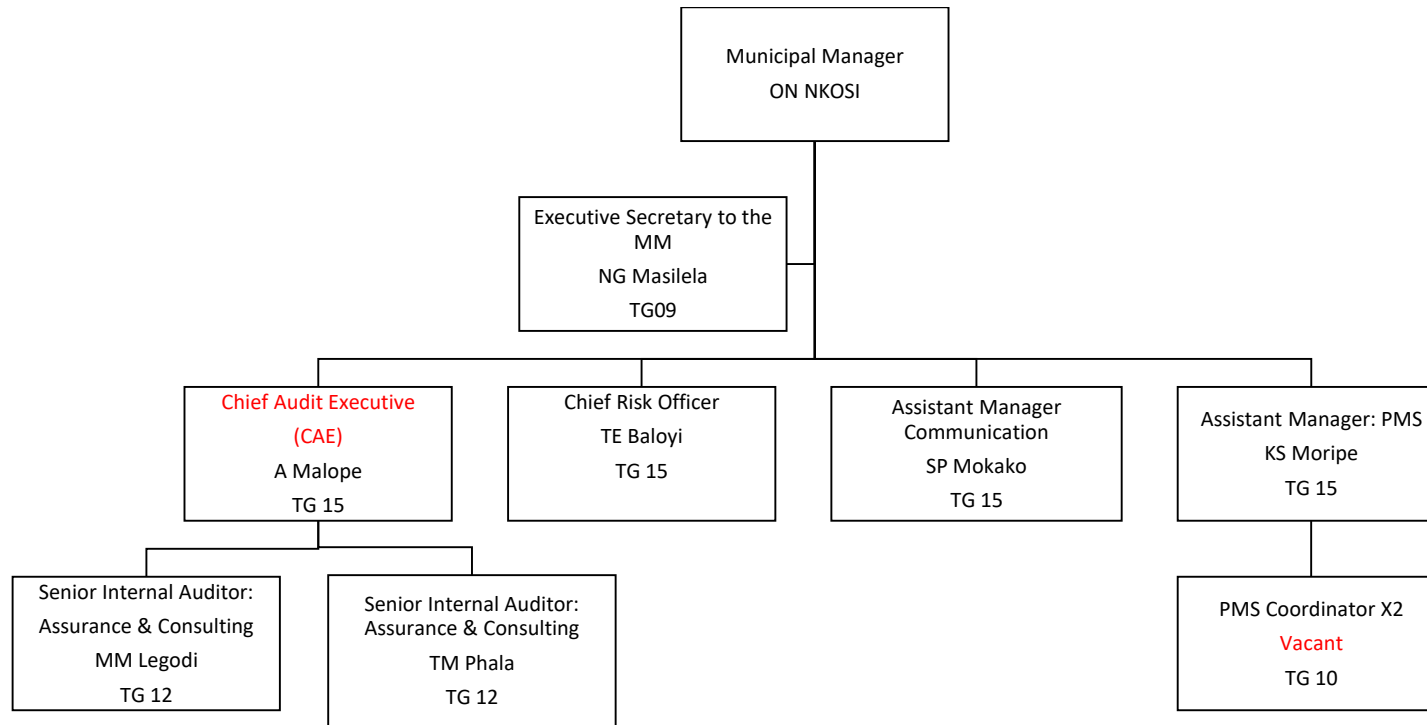 Municipal Manager
ON NKOSI
Executive Secretary to the
MM
NG Masilela
TG09
Chief Audit Executive
(CAE)
A Malope
TG 15
Chief Risk Officer
TE Baloyi
TG 15
Assistant Manager
Communication
SP Mokako
TG 15
Assistant Manager: PMS
KS Moripe
TG 15
Senior Internal Auditor:
Assurance & Consulting
MM Legodi
TG 12
Senior Internal Auditor:
Assurance & Consulting
TM Phala
TG 12
PMS Coordinator X2
Vacant
TG 10